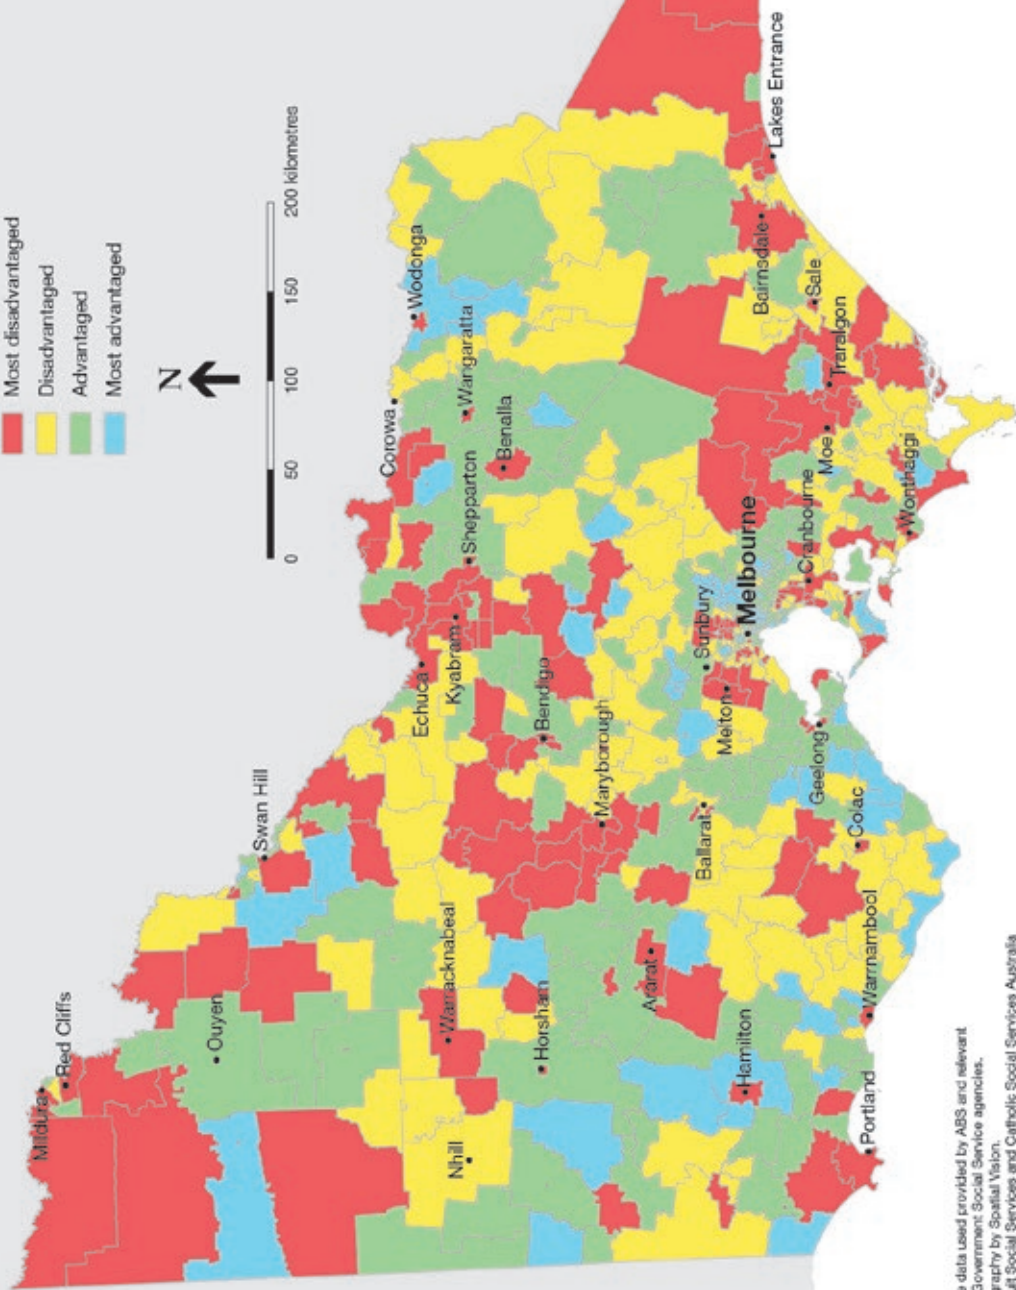 Most disadvantaged
Disadvantaged
Advantaged
Most advantaged
N
0 50 100 150 200 kilometres
Mildura
Red Cliffs
Ouyen
Swan Hill
Nhill
Warracknabeal
Horsham
Echuca
Kyabram
Shepparton
Corowa
Wangaratta
Wodonga
Benalla
Bendigo
Maryborough
Ararat
Hamilton
Ballarat
Melton
Sunbury
Melbourne
Cranbourne
Geelong
Colac
Warrnambool
Portland
Moe
Traralgon
Sale
Bairnsdale
Lakes Entrance
Wonthaggi
data used provided by ABS and relevant
Government Social Service agencies.
raphy by Spatial Vision.
uit Social Services and Catholic Social Services Australia